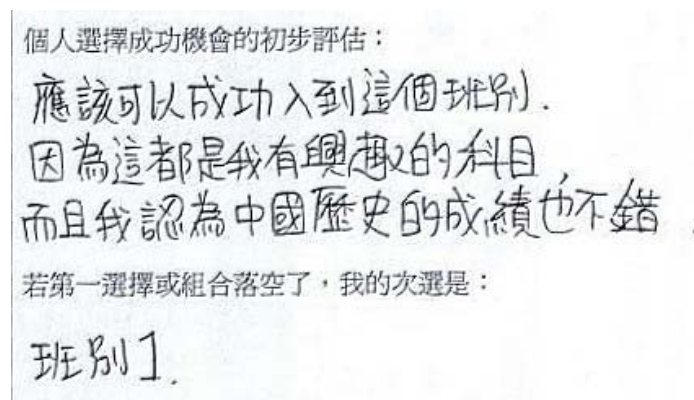 個人選擇成功機會的初步評估：
應該可以成功入到這個班別.
因為這都是我有興趣的科目,
而且我認為中國歷史的成績也不錯.
若第一選擇或組合落空了，我的次選是：
班別1.